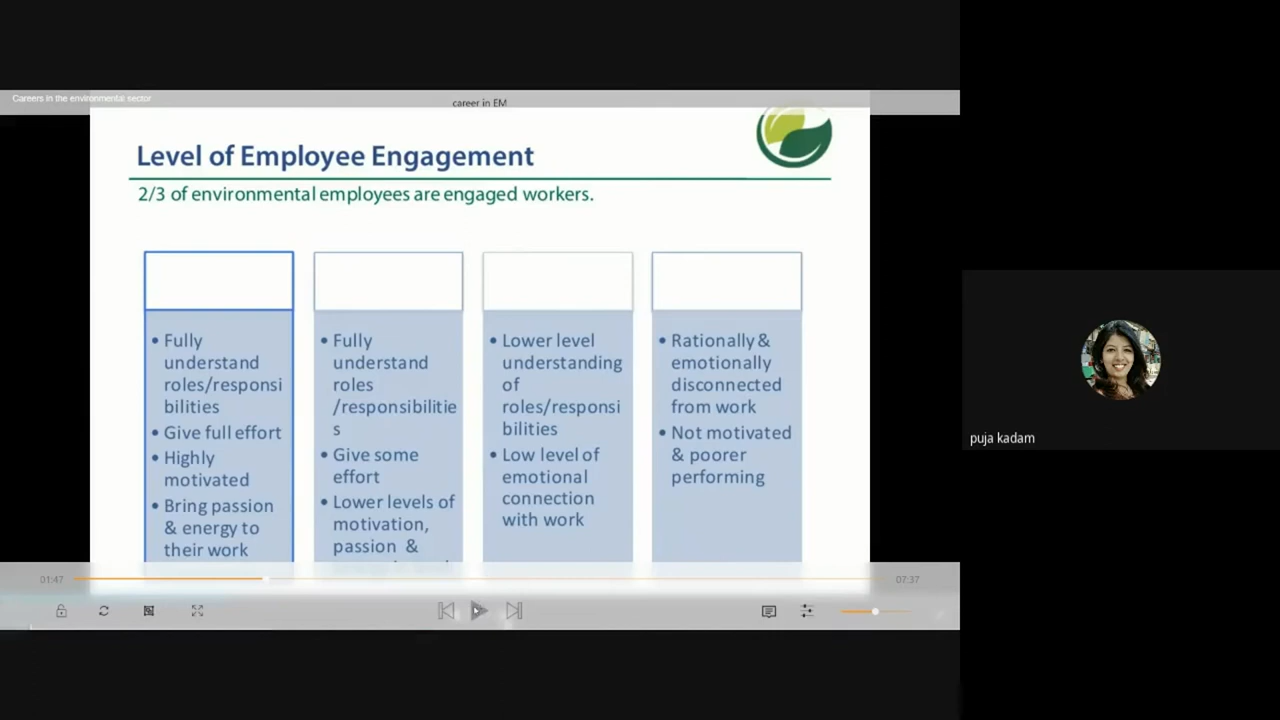 Careers in the environmental sector
career in EM
Level of Employee Engagement
2/3 of environmental employees are engaged workers.
• Fully
understand
roles/responsi
bilities
• Give full effort
• Highly
motivated
• Bring passion
& energy to
their work
• Fully
understand
roles
/responsibilitie
s
• Give some
effort
• Lower levels of
motivation,
passion &
• Lower level
understanding
of
roles/responsi
bilities
• Low level of
emotional
connection
with work
• Rationally &
emotionally
disconnected
from work
• Not motivated
& poorer
performing
puja kadam
01:47
07:37